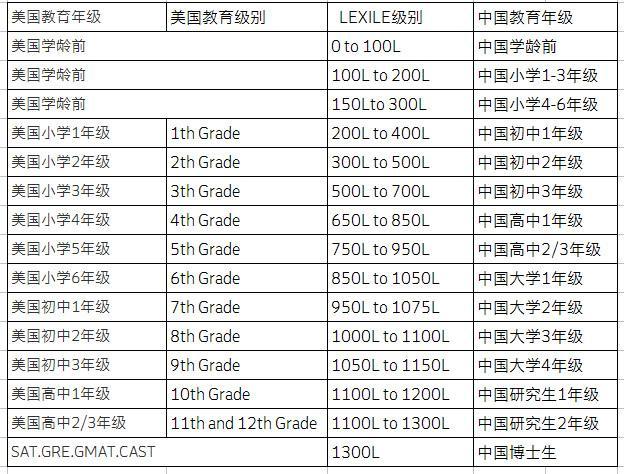 美国教育年级 美国教育级别 LEXILE级别 中国教育年级
美国学龄前 0 to 100L 中国学龄前
美国学龄前 100L to 200L 中国小学1-3年级
美国学龄前 150Lto 300L 中国小学4-6年级
美国小学1年级 1th Grade 200L to 400L 中国初中1年级
美国小学2年级 2th Grade 300L to 500L 中国初中2年级
美国小学3年级 3th Grade 500L to 700L 中国初中3年级
美国小学4年级 4th Grade 650L to 850L 中国高中1年级
美国小学5年级 5th Grade 750L to 950L 中国高中2/3年级
美国小学6年级 6th Grade 850L to 1050L 中国大学1年级
美国初中1年级 7th Grade 950L to 1075L 中国大学2年级
美国初中2年级 8th Grade 1000L to 1100L 中国大学3年级
美国初中3年级 9th Grade 1050L to 1150L 中国大学4年级
美国高中1年级 10th Grade 1100L to 1200L 中国研究生1年级
美国高中2/3年级 11th and 12th Grade 1100L to 1300L 中国研究生2年级
SAT.GRE.GMAT.CAST 1300L 中国博士生